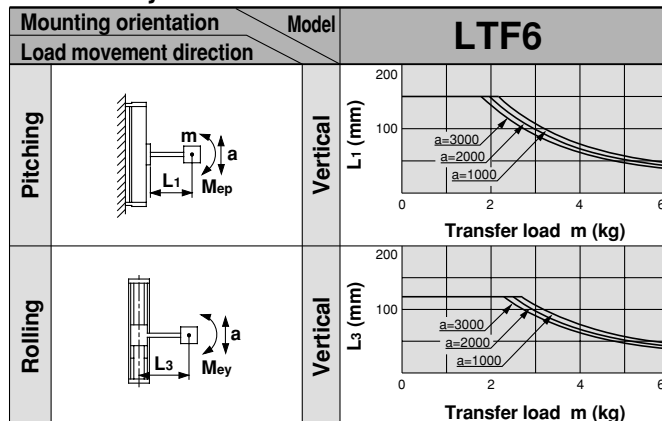 Mounting orientation
Model
Load movement direction
LTF6
Pitching
m
a
L1
Mep
Vertical
L1 (mm)
200
100
a=3000
a=2000
a=1000
0 2 4 6
Transfer load m (kg)
Rolling
a
L3
Mey
Vertical
L3 (mm)
200
100
a=3000
a=2000
a=1000
0 2 4 6
Transfer load m (kg)